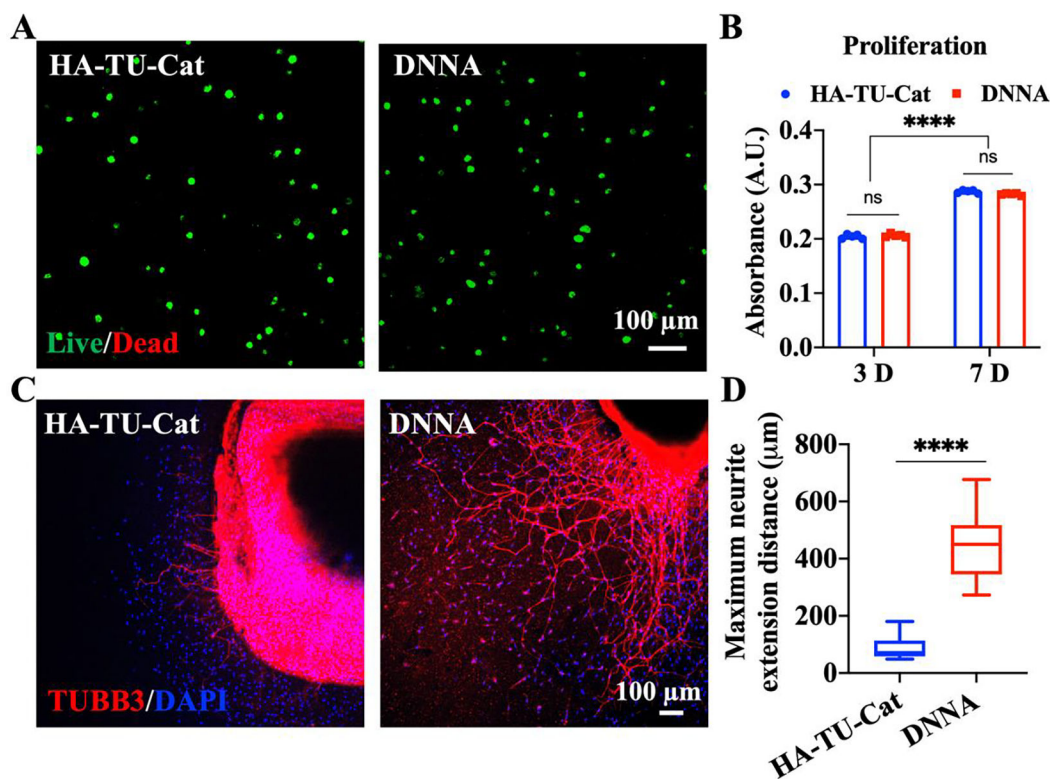 A
HA-TU-Cat
DNNA
Live/Dead
100 µm
B
Proliferation
HA-TU-Cat
DNNA
Absorbance (A.U.)
0.4
0.3
0.2
0.1
0.0
****
ns
ns
3 D
7 D
C
HA-TU-Cat
DNNA
TUBB3/DAPI
100 µm
D
Maximum neurite
extension distance (µm)
800
600
400
200
0
****
HA-TU-Cat
DNNA